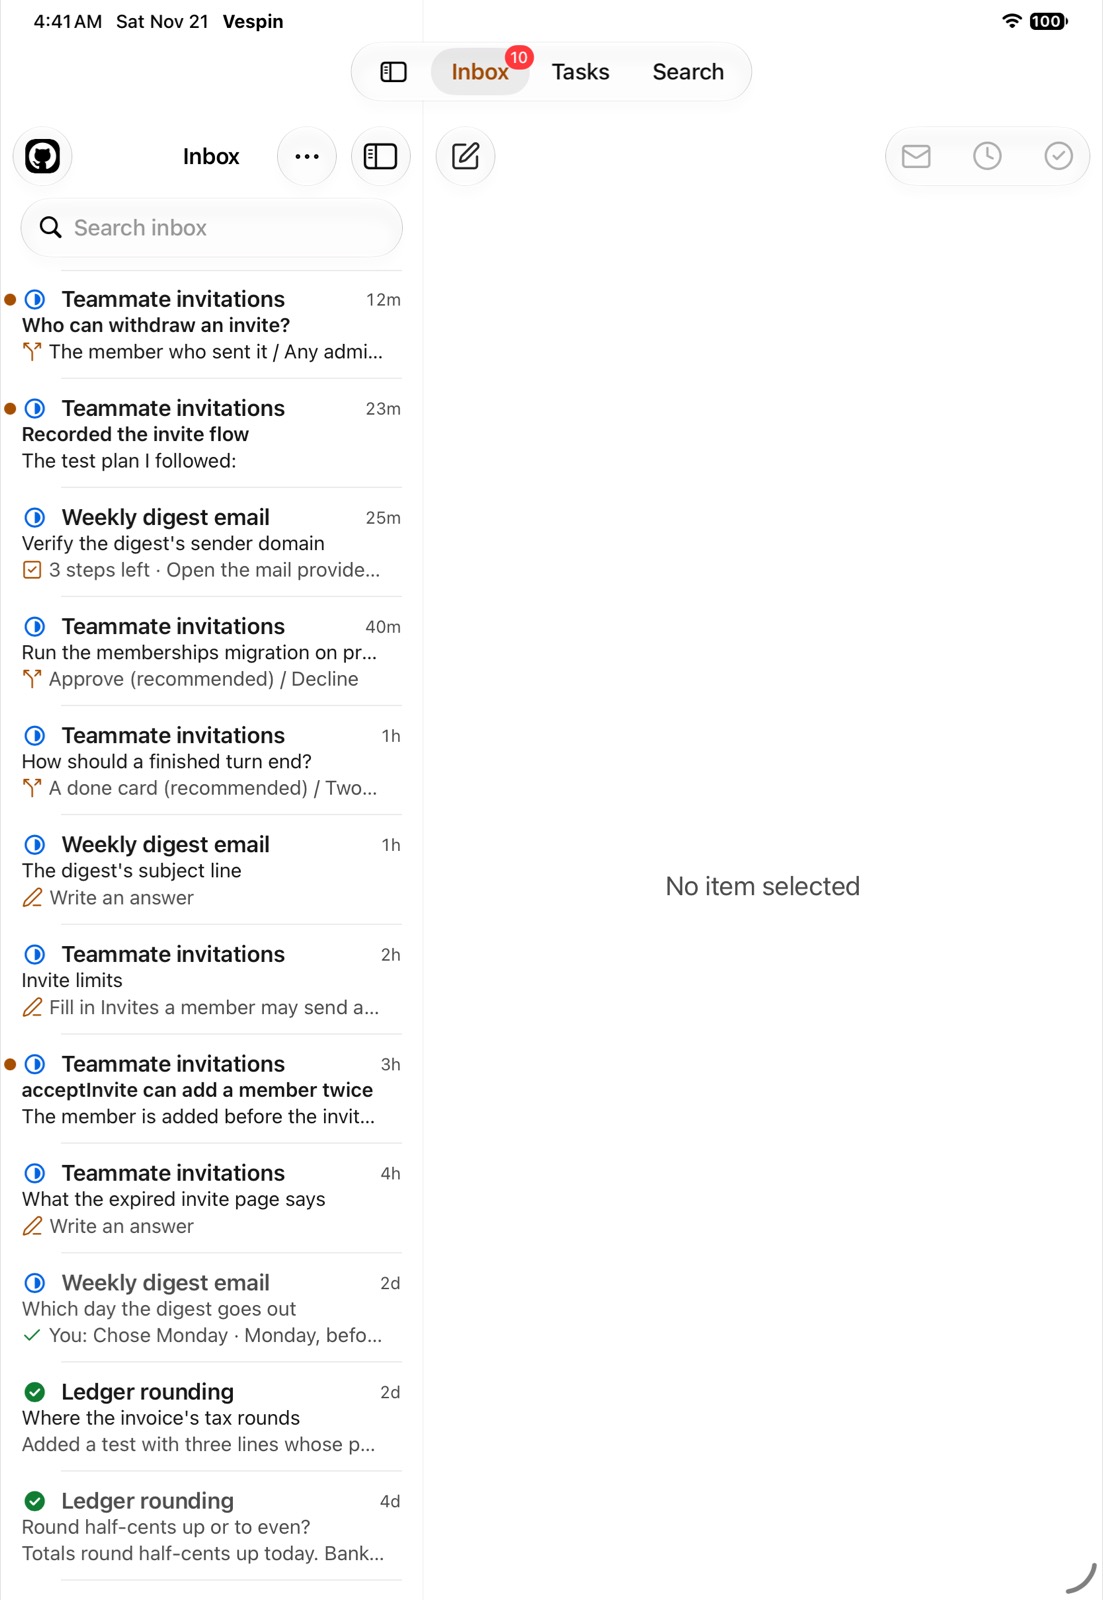 4:41 AM Sat Nov 21 Vespin
100
Inbox 10 Tasks Search
Inbox
Search inbox
Teammate invitations 12m
Who can withdraw an invite?
The member who sent it / Any admi...
Teammate invitations 23m
Recorded the invite flow
The test plan I followed:
Weekly digest email 25m
Verify the digest's sender domain
3 steps left · Open the mail provide...
Teammate invitations 40m
Run the memberships migration on pr...
Approve (recommended) / Decline
Teammate invitations 1h
How should a finished turn end?
A done card (recommended) / Two...
Weekly digest email 1h
The digest's subject line
Write an answer
Teammate invitations 2h
Invite limits
Fill in Invites a member may send a...
Teammate invitations 3h
acceptInvite can add a member twice
The member is added before the invit...
Teammate invitations 4h
What the expired invite page says
Write an answer
Weekly digest email 2d
Which day the digest goes out
You: Chose Monday · Monday, befo...
Ledger rounding 2d
Where the invoice's tax rounds
Added a test with three lines whose p...
Ledger rounding 4d
Round half-cents up or to even?
Totals round half-cents up today. Bank...
No item selected